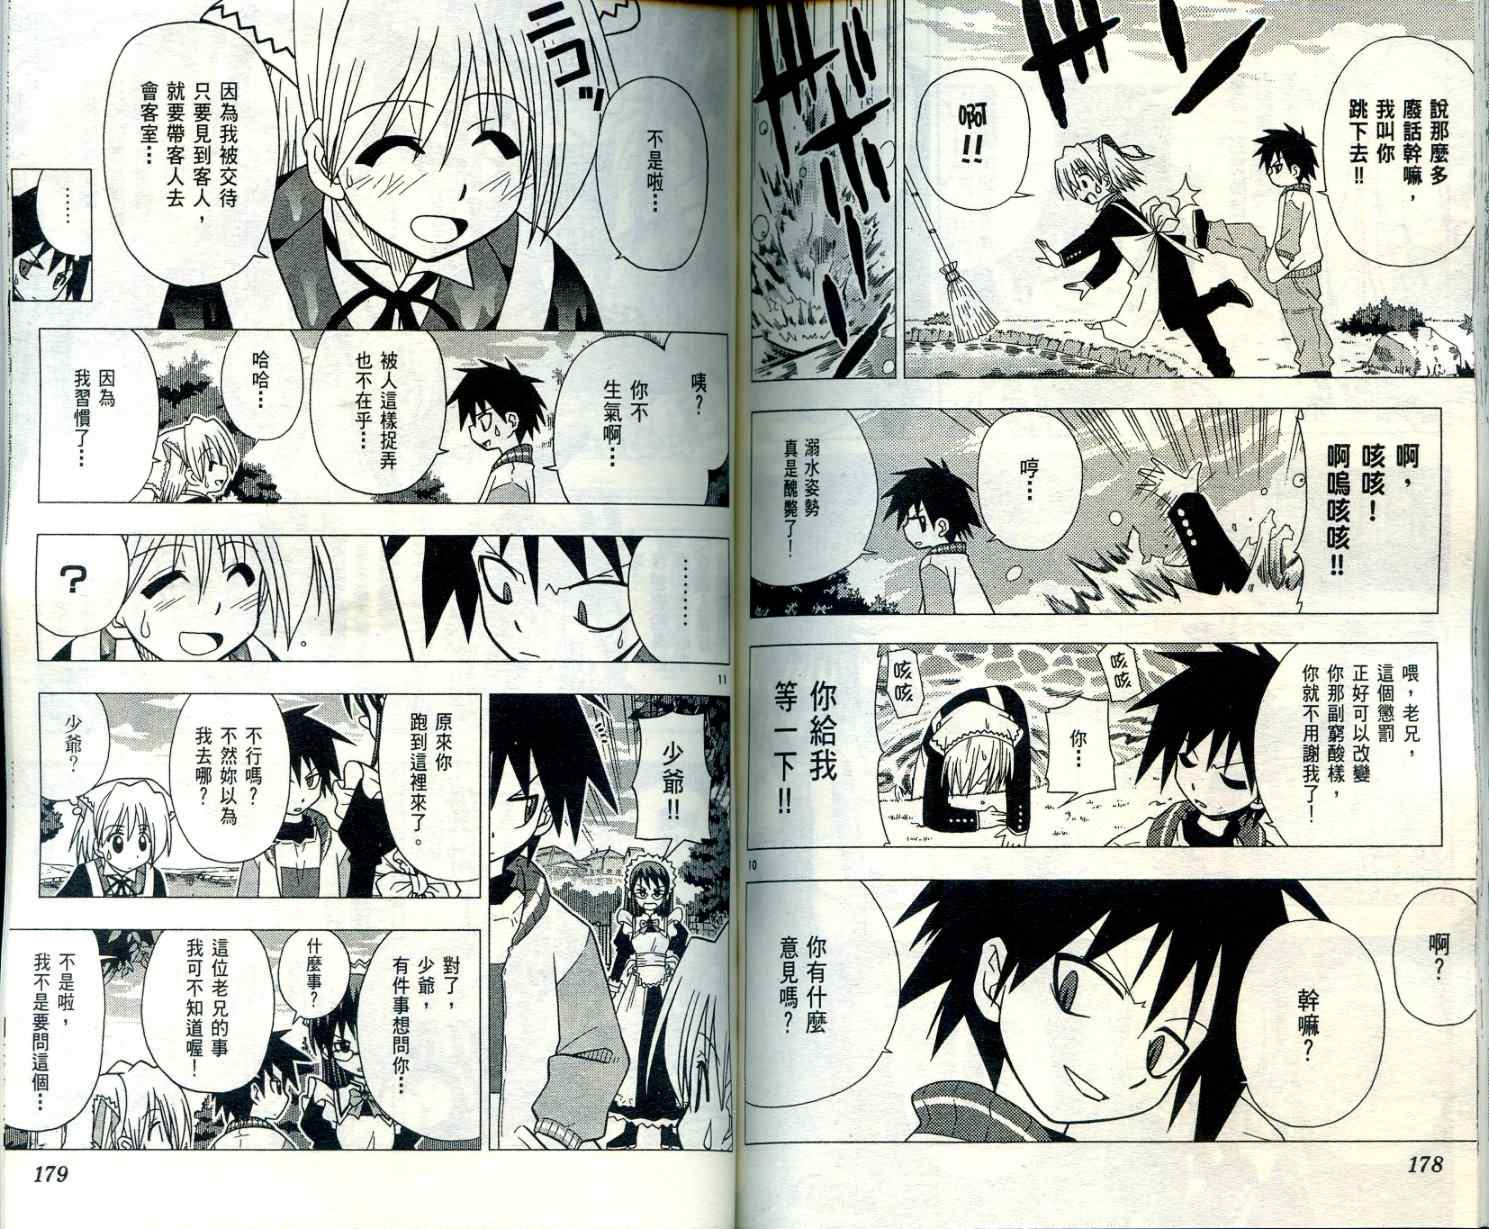 說那麼多
廢話幹嘛，
我叫你
跳下去!!
啊!!
啊，
咳咳！
啊嗚咳咳!!
哼…
溺水姿勢
真是醜斃了！
喂，老兄，
這個懲罰
正好可以改變
你那副窮酸樣，
你就不用謝我了！
咳咳
你…
咳咳
你給我
等一下!!
10
啊？
幹嘛？
你有什麼
意見嗎？
178
不是啦…
ニコッ
因為我被交待
只要見到客人，
就要帶客人去
會客室…
……
咦？
你不
生氣啊…
被人這樣捉弄
也不在乎…
哈哈…
因為
我習慣了…
………
？
11
少爺!!
原來你
跑到這裡來了。
不行嗎？
不然妳以為
我去哪？
少爺？
對了，
少爺，
有件事想問你…
什麼事？
這位老兄的事
我可不知道喔！
不是啦，
我不是要問這個…
179